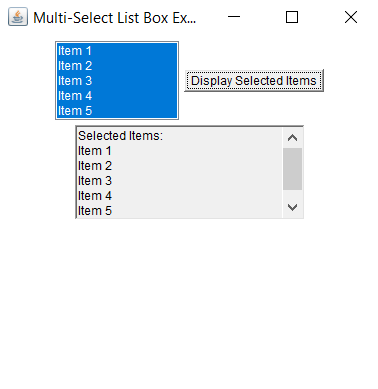 Multi-Select List Box Ex...
Item 1
Item 2
Item 3
Item 4
Item 5
Display Selected Items
Selected Items:
Item 1
Item 2
Item 3
Item 4
Item 5